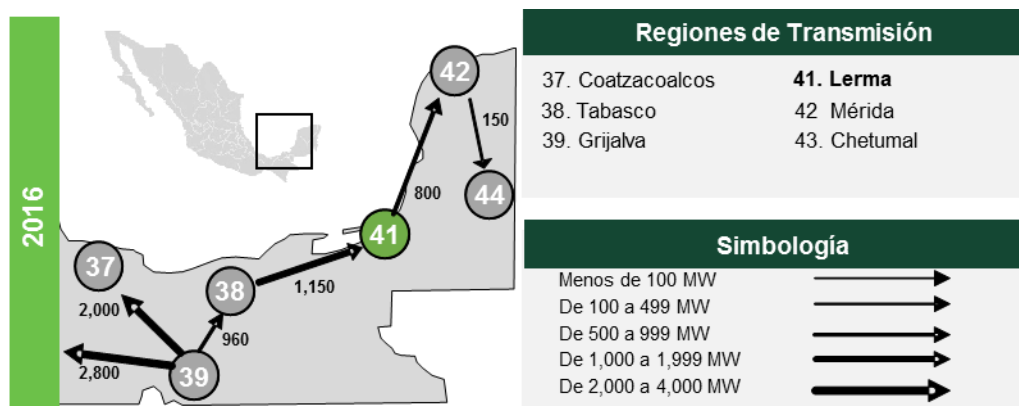 2016
42
150
44
800
41
37
38
1,150
2,000
960
2,800
39
Regiones de Transmisión
37. Coatzacoalcos
38. Tabasco
39. Grijalva
41. Lerma
42 Mérida
43. Chetumal
Simbología
Menos de 100 MW
De 100 a 499 MW
De 500 a 999 MW
De 1,000 a 1,999 MW
De 2,000 a 4,000 MW